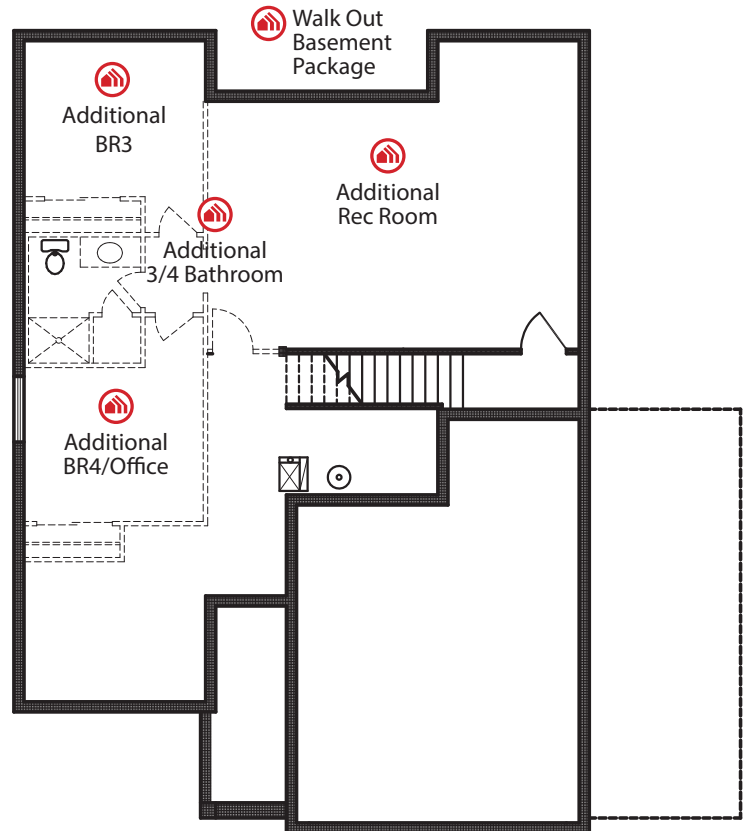 Walk Out
Basement
Package
Additional
BR3
Additional
Rec Room
Additional
3/4 Bathroom
Additional
BR4/Office